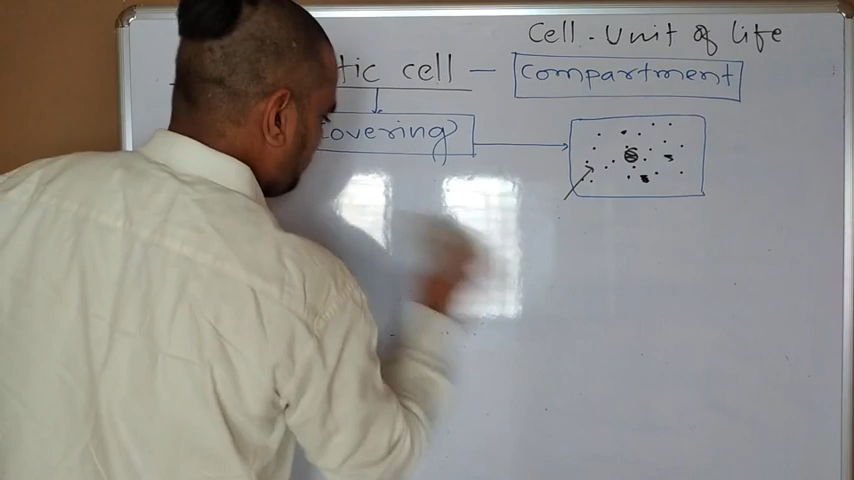 Cell - Unit of life
tic cell - compartment
overing